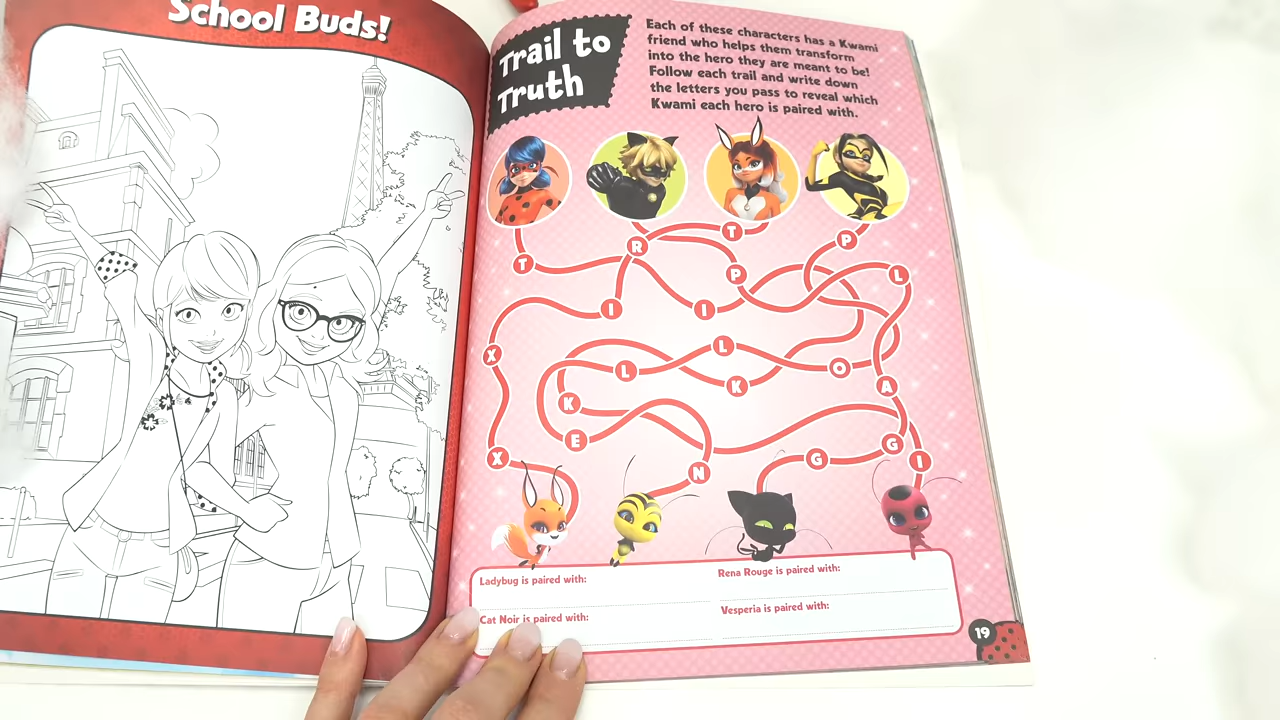 School Buds!
Trail to
Truth
Each of these characters has a Kwami
friend who helps them transform
into the hero they are meant to be!
Follow each trail and write down
the letters you pass to reveal which
Kwami each hero is paired with.
T
R
P
T
P
L
I
I
X
L
L
K
O
A
K
E
G
X
N
G
I
Ladybug is paired with:
Rena Rouge is paired with:
Cat Noir is paired with:
Vesperia is paired with:
19